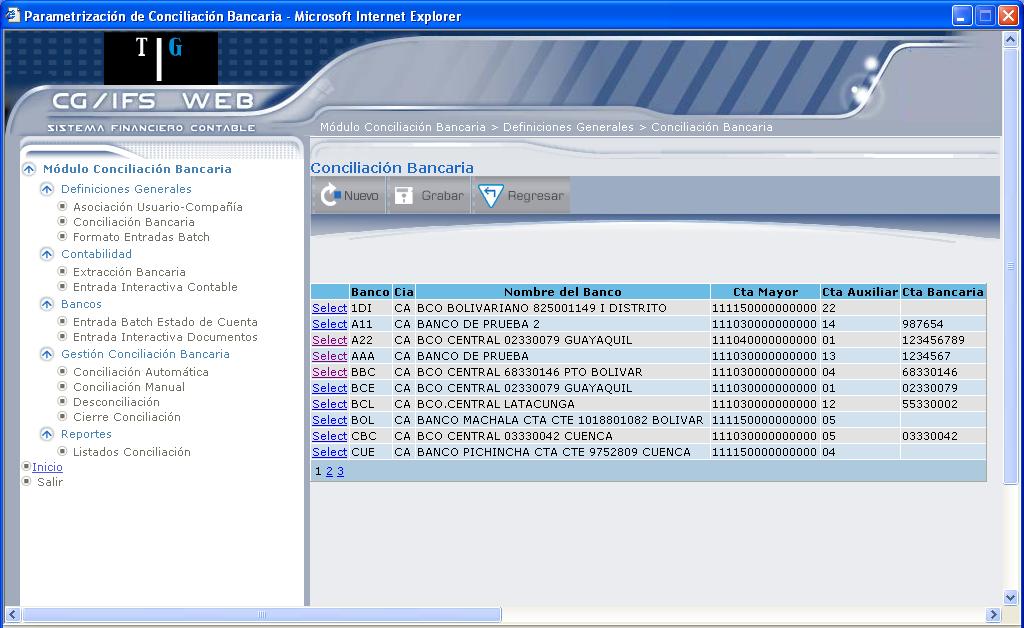 Parametrización de Conciliación Bancaria - Microsoft Internet Explorer
T G
CG/IFS WEB
SISTEMA FINANCIERO CONTABLE
Módulo Conciliación Bancaria > Definiciones Generales > Conciliación Bancaria
Módulo Conciliación Bancaria
Definiciones Generales
Asociación Usuario-Compañía
Conciliación Bancaria
Formato Entradas Batch
Contabilidad
Extracción Bancaria
Entrada Interactiva Contable
Bancos
Entrada Batch Estado de Cuenta
Entrada Interactiva Documentos
Gestión Conciliación Bancaria
Conciliación Automática
Conciliación Manual
Desconciliación
Cierre Conciliación
Reportes
Listados Conciliación
Inicio
Salir
Conciliación Bancaria
Nuevo Grabar Regresar
Banco Cia Nombre del Banco Cta Mayor Cta Auxiliar Cta Bancaria
Select 1DI CA BCO BOLIVARIANO 825001149 I DISTRITO 111150000000000 22
Select A11 CA BANCO DE PRUEBA 2 111030000000000 14 987654
Select A22 CA BCO CENTRAL 02330079 GUAYAQUIL 111040000000000 01 123456789
Select AAA CA BANCO DE PRUEBA 111030000000000 13 1234567
Select BBC CA BCO CENTRAL 68330146 PTO BOLIVAR 111030000000000 04 68330146
Select BCE CA BCO CENTRAL 02330079 GUAYAQUIL 111030000000000 01 02330079
Select BCL CA BCO.CENTRAL LATACUNGA 111030000000000 12 55330002
Select BOL CA BANCO MACHALA CTA CTE 1018801082 BOLIVAR 111150000000000 05
Select CBC CA BCO CENTRAL 03330042 CUENCA 111030000000000 05 03330042
Select CUE CA BANCO PICHINCHA CTA CTE 9752809 CUENCA 111150000000000 04
1 2 3